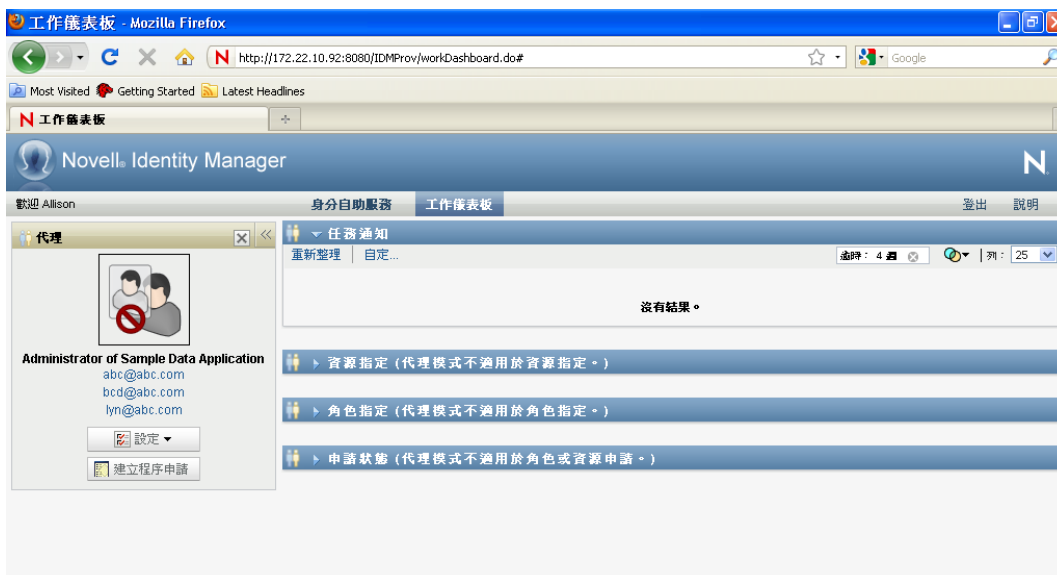 工作儀表板 - Mozilla Firefox
http://172.22.10.92:8080/IDMProv/workDashboard.do#
Google
Most Visited Getting Started Latest Headlines
工作儀表板
Novell® Identity Manager
N
歡迎 Allison 身分自助服務 工作儀表板 登出 說明
代理
Administrator of Sample Data Application
abc@abc.com
bcd@abc.com
lyn@abc.com
設定
建立程序申請
任務通知
重新整理 自定... 逾時: 4 週 列: 25
沒有結果。
資源指定 (代理模式不適用於資源指定。)
角色指定 (代理模式不適用於角色指定。)
申請狀態 (代理模式不適用於角色或資源申請。)